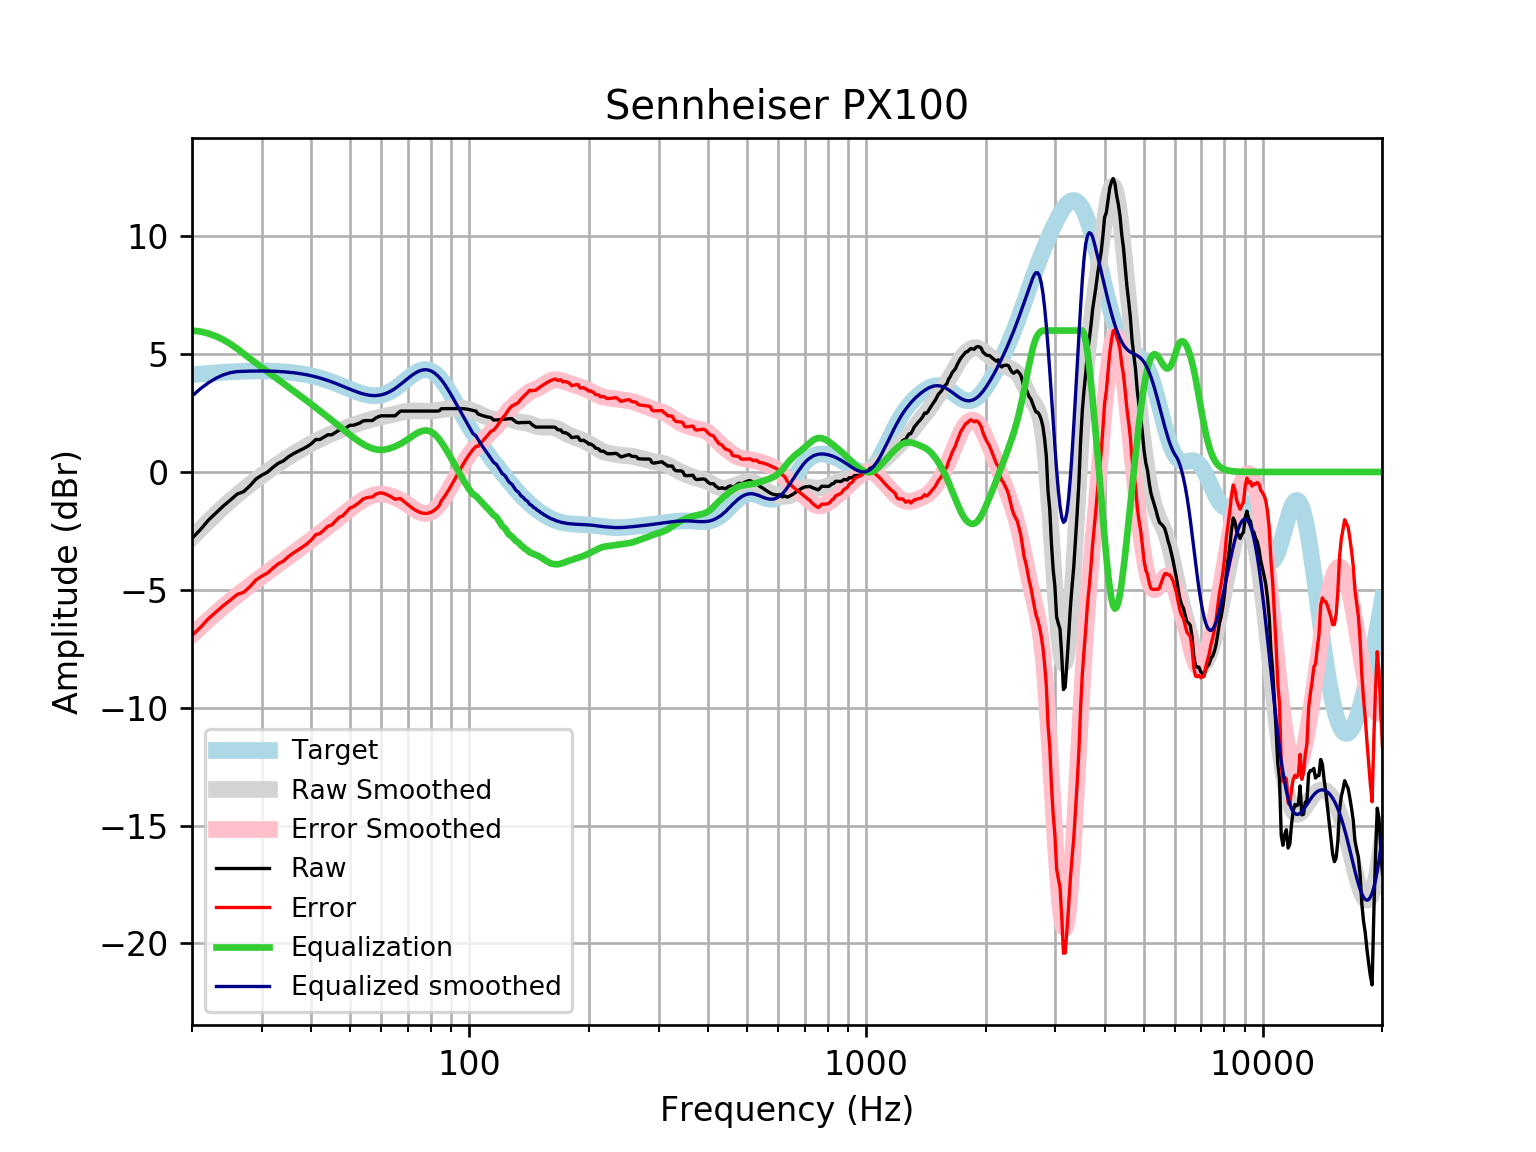 Sennheiser PX100
Amplitude (dBr)
10
5
0
−5
−10
−15
−20
Target
Raw Smoothed
Error Smoothed
Raw
Error
Equalization
Equalized smoothed
100
1000
10000
Frequency (Hz)